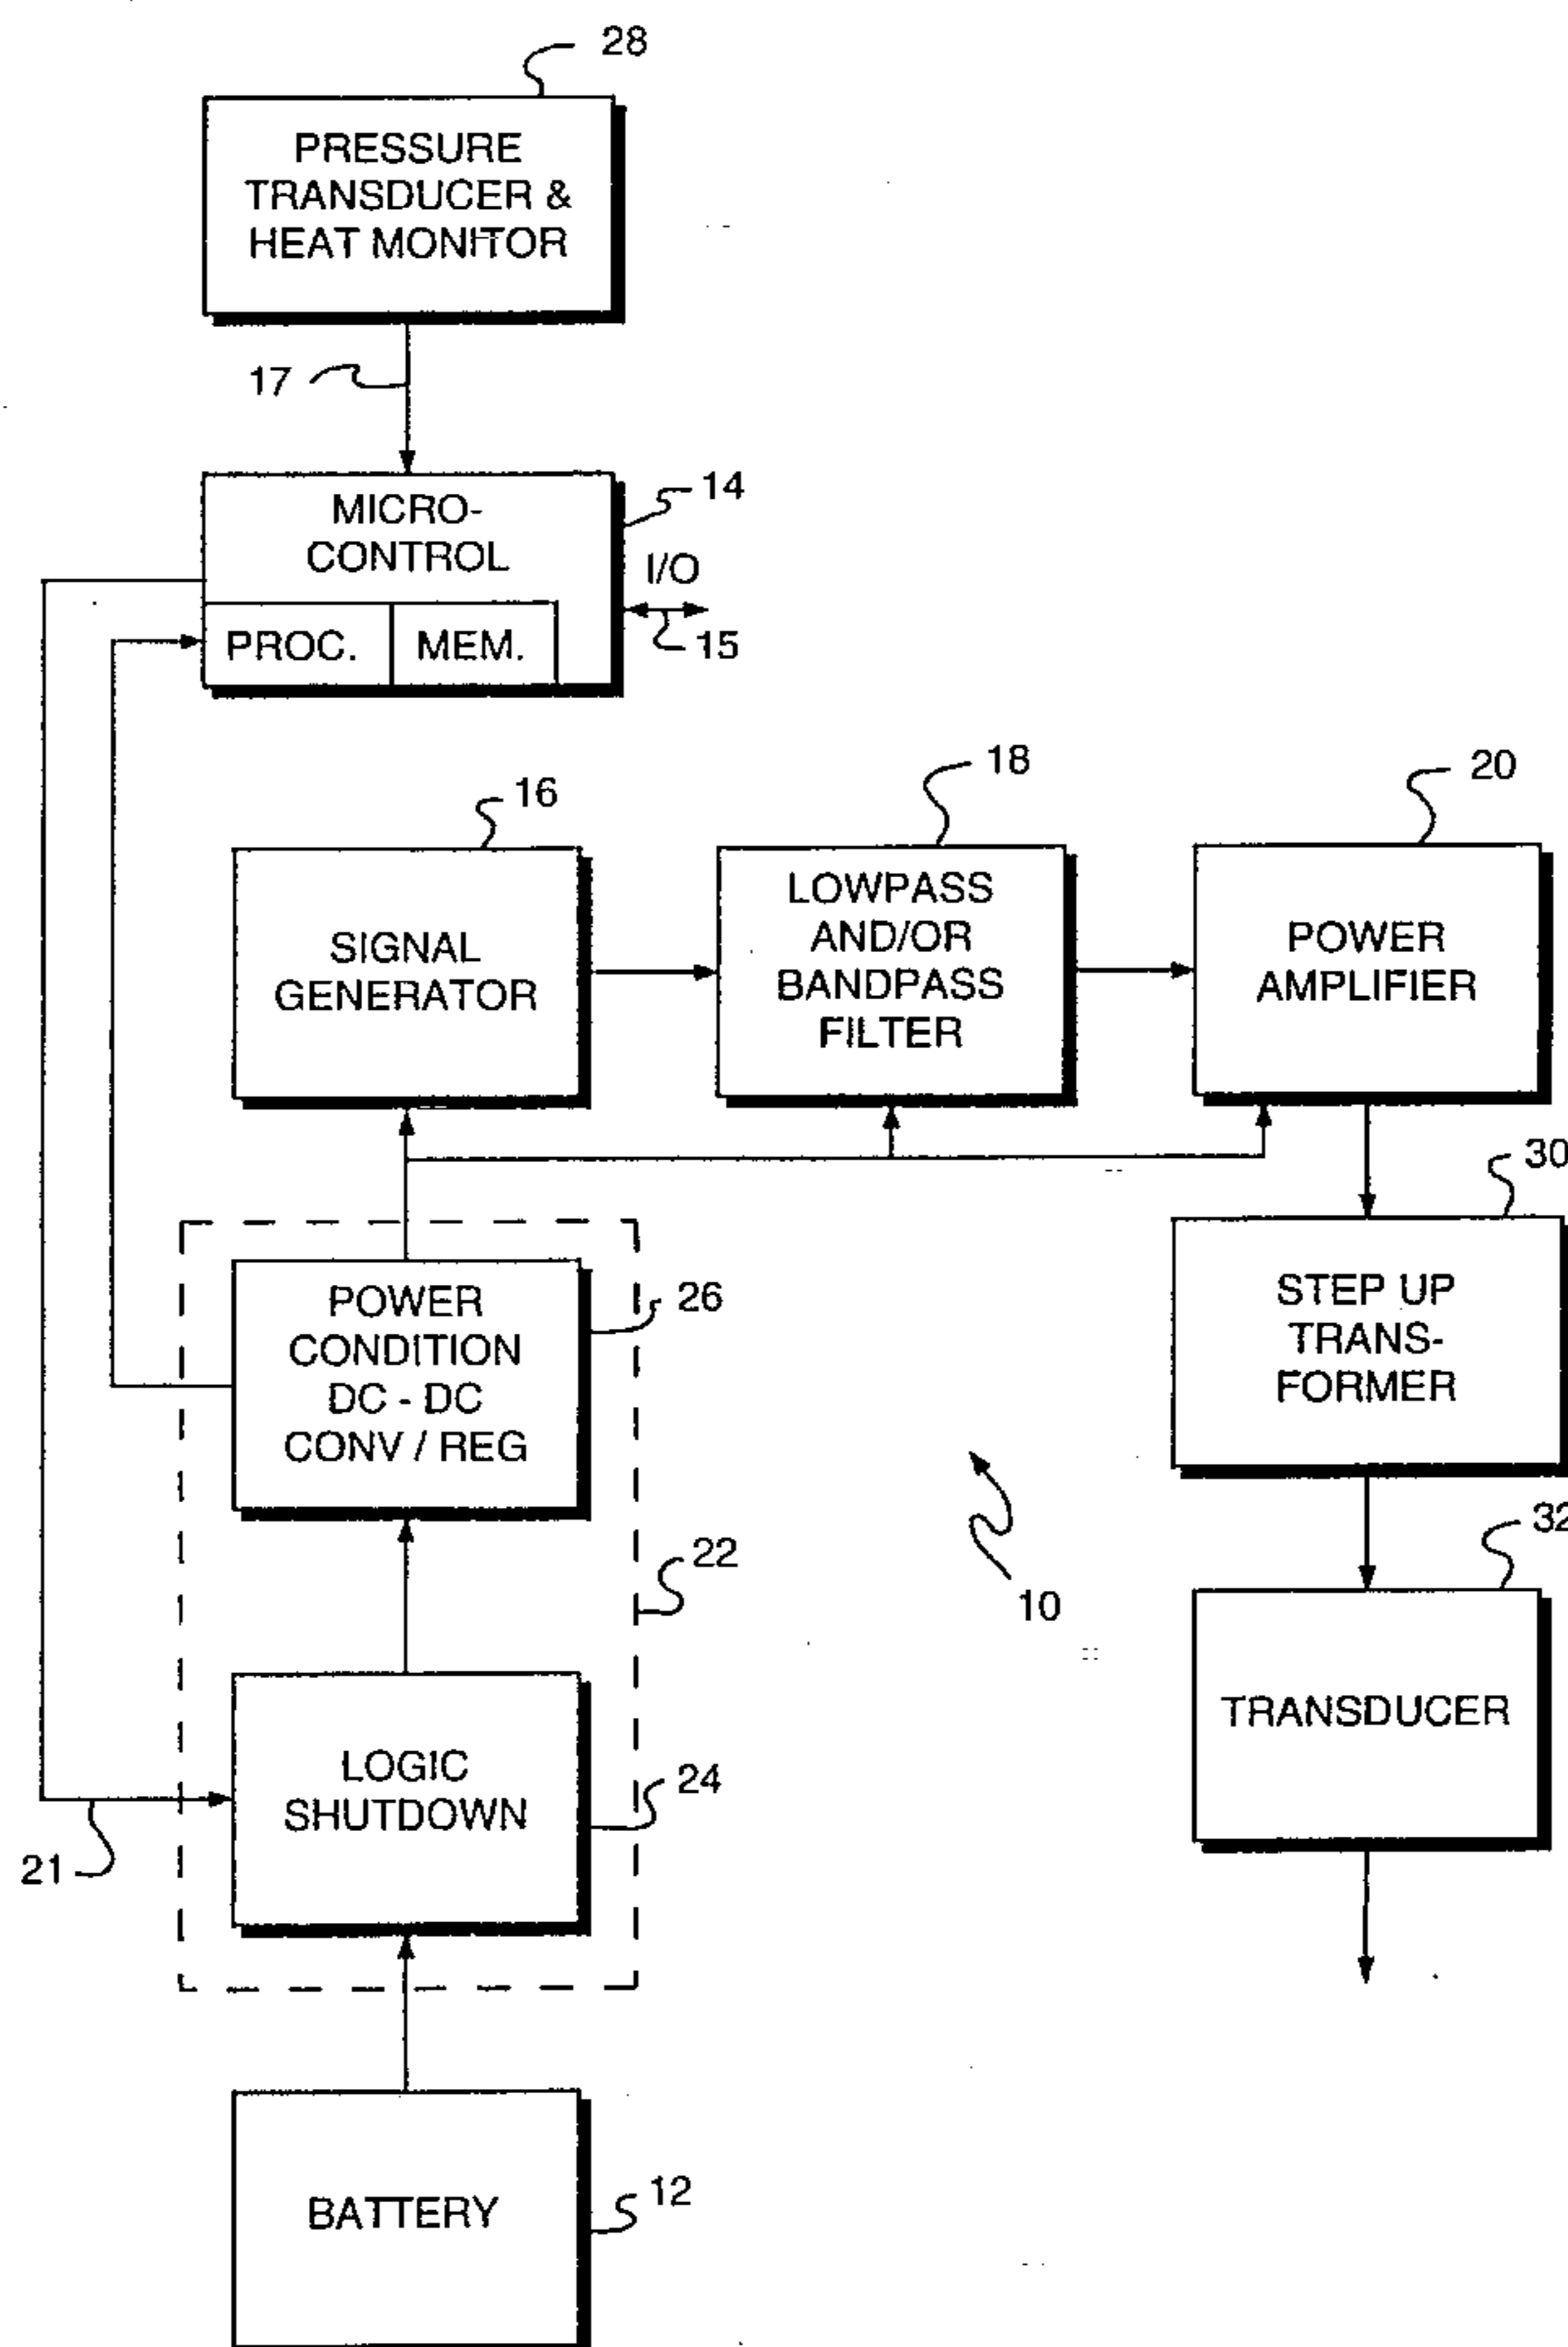 28
PRESSURE
TRANSDUCER &
HEAT MONITOR
17
MICRO-
CONTROL
14
I/O
PROC.
MEM.
15
16
18
20
SIGNAL
GENERATOR
LOWPASS
AND/OR
BANDPASS
FILTER
POWER
AMPLIFIER
30
POWER
CONDITION
DC - DC
CONV / REG
26
STEP UP
TRANS-
FORMER
22
10
32
LOGIC
SHUTDOWN
24
21
TRANSDUCER
BATTERY
12